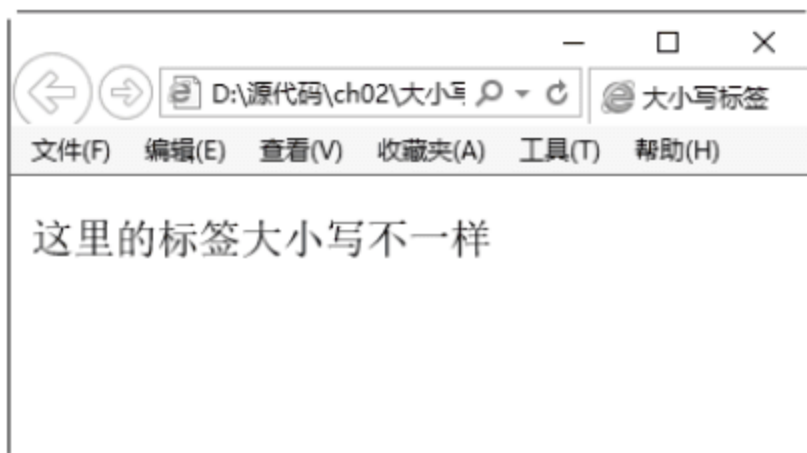 D:\源代码\ch02\大小写 大小写标签
文件(F) 编辑(E) 查看(V) 收藏夹(A) 工具(T) 帮助(H)
这里的标签大小写不一样